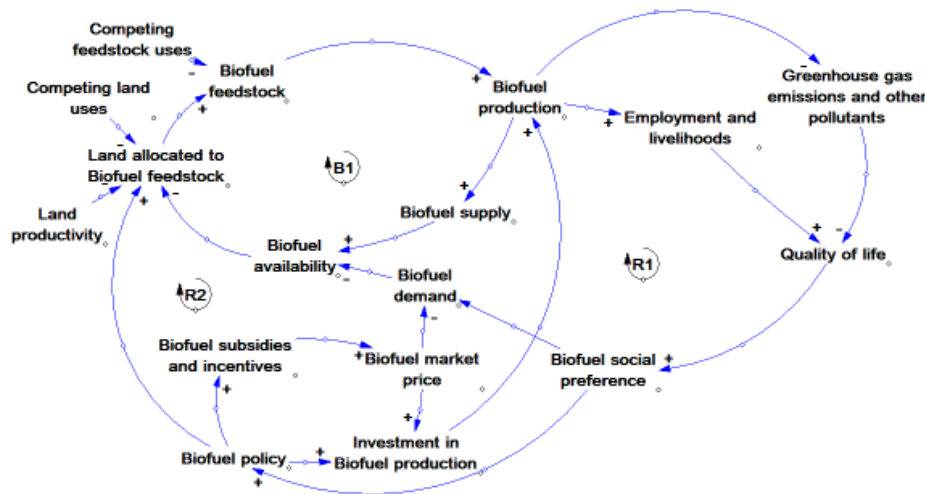 Competing
feedstock uses
Biofuel
feedstock
Competing land
uses
Land allocated to
Biofuel feedstock
Land
productivity
Biofuel
production
Greenhouse gas
emissions and other
pollutants
Employment and
livelihoods
B1
Biofuel supply
Biofuel
availability
Quality of life
R1
Biofuel
demand
R2
Biofuel subsidies
and incentives
Biofuel market
price
Biofuel social
preference
Biofuel policy
Investment in
Biofuel production